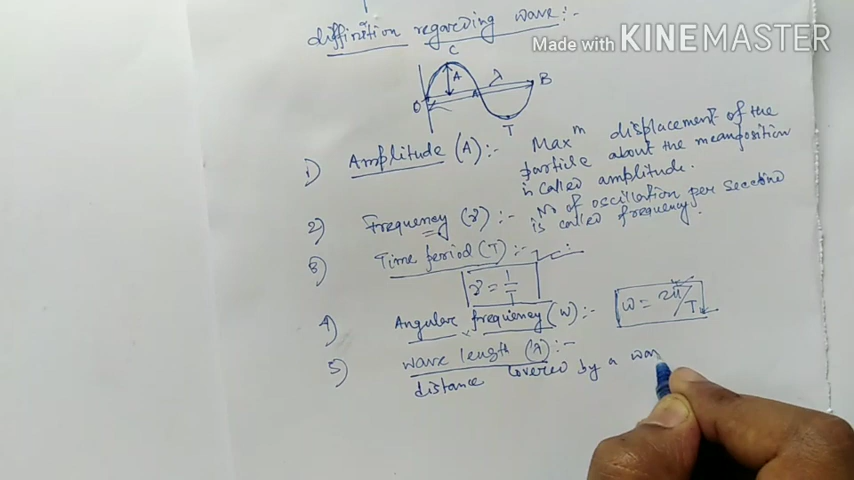 diffinition regarding wave :-
Made with KINEMASTER
C
A
λ
O
A
B
T
1) Amplitude (A) :- Max^m displacement of the
particle about the meanposition
is called amplitude.
2) Frequency (ν) :- No of oscillation per second
is called frequency.
3) Time period (T) :-
ν = 1/T
4) Angular frequency (ω) :- ω = 2π/T
5) wave length (λ) :-
distance covered by a wav